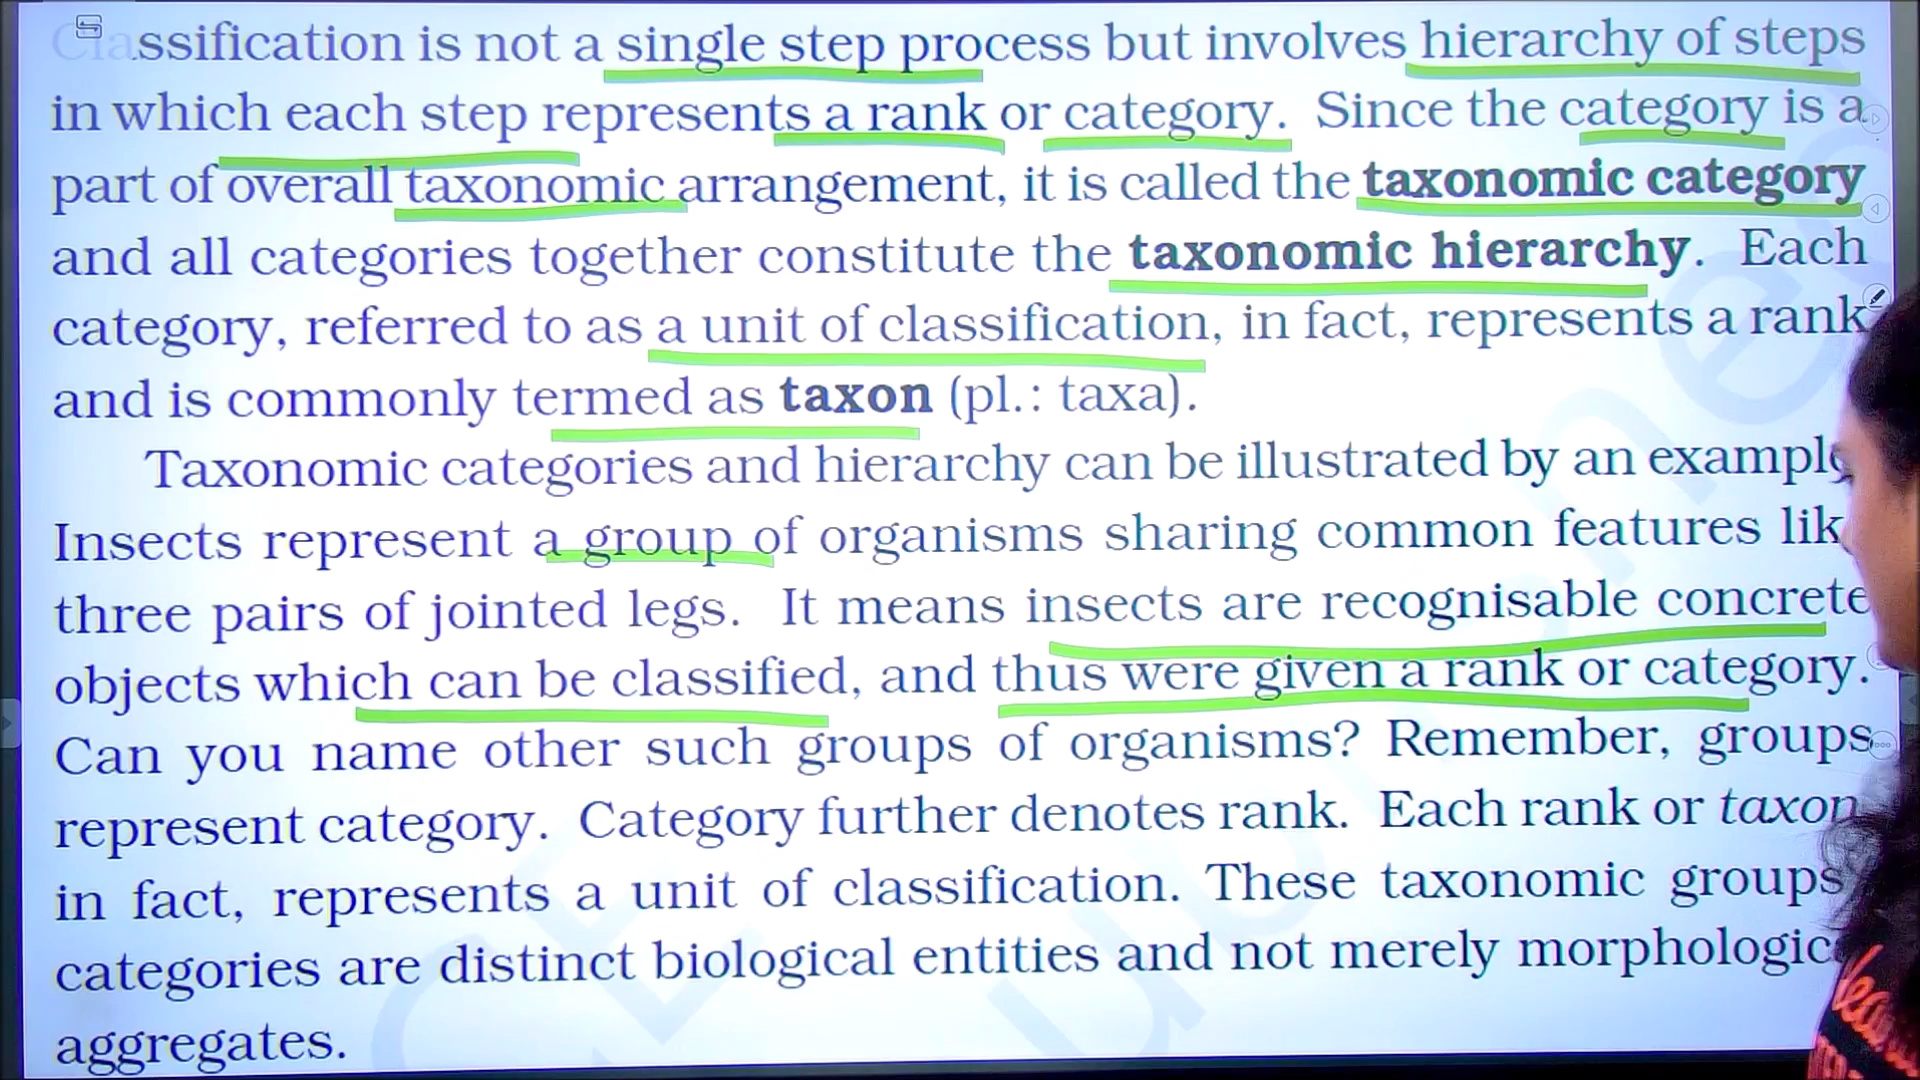 Classification is not a single step process but involves hierarchy of steps
in which each step represents a rank or category. Since the category is a
part of overall taxonomic arrangement, it is called the taxonomic category
and all categories together constitute the taxonomic hierarchy. Each
category, referred to as a unit of classification, in fact, represents a rank
and is commonly termed as taxon (pl.: taxa).
Taxonomic categories and hierarchy can be illustrated by an exampl
Insects represent a group of organisms sharing common features lik
three pairs of jointed legs. It means insects are recognisable concrete
objects which can be classified, and thus were given a rank or category.
Can you name other such groups of organisms? Remember, groups
represent category. Category further denotes rank. Each rank or taxon
in fact, represents a unit of classification. These taxonomic groups
categories are distinct biological entities and not merely morphologic
aggregates.